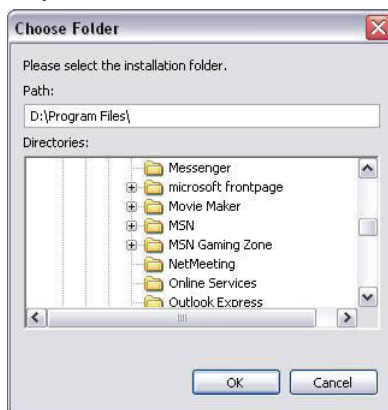 Choose Folder
Please select the installation folder.
Path:
D:\Program Files\
Directories:
Messenger
microsoft frontpage
Movie Maker
MSN
MSN Gaming Zone
NetMeeting
Online Services
Outlook Express
OK Cancel